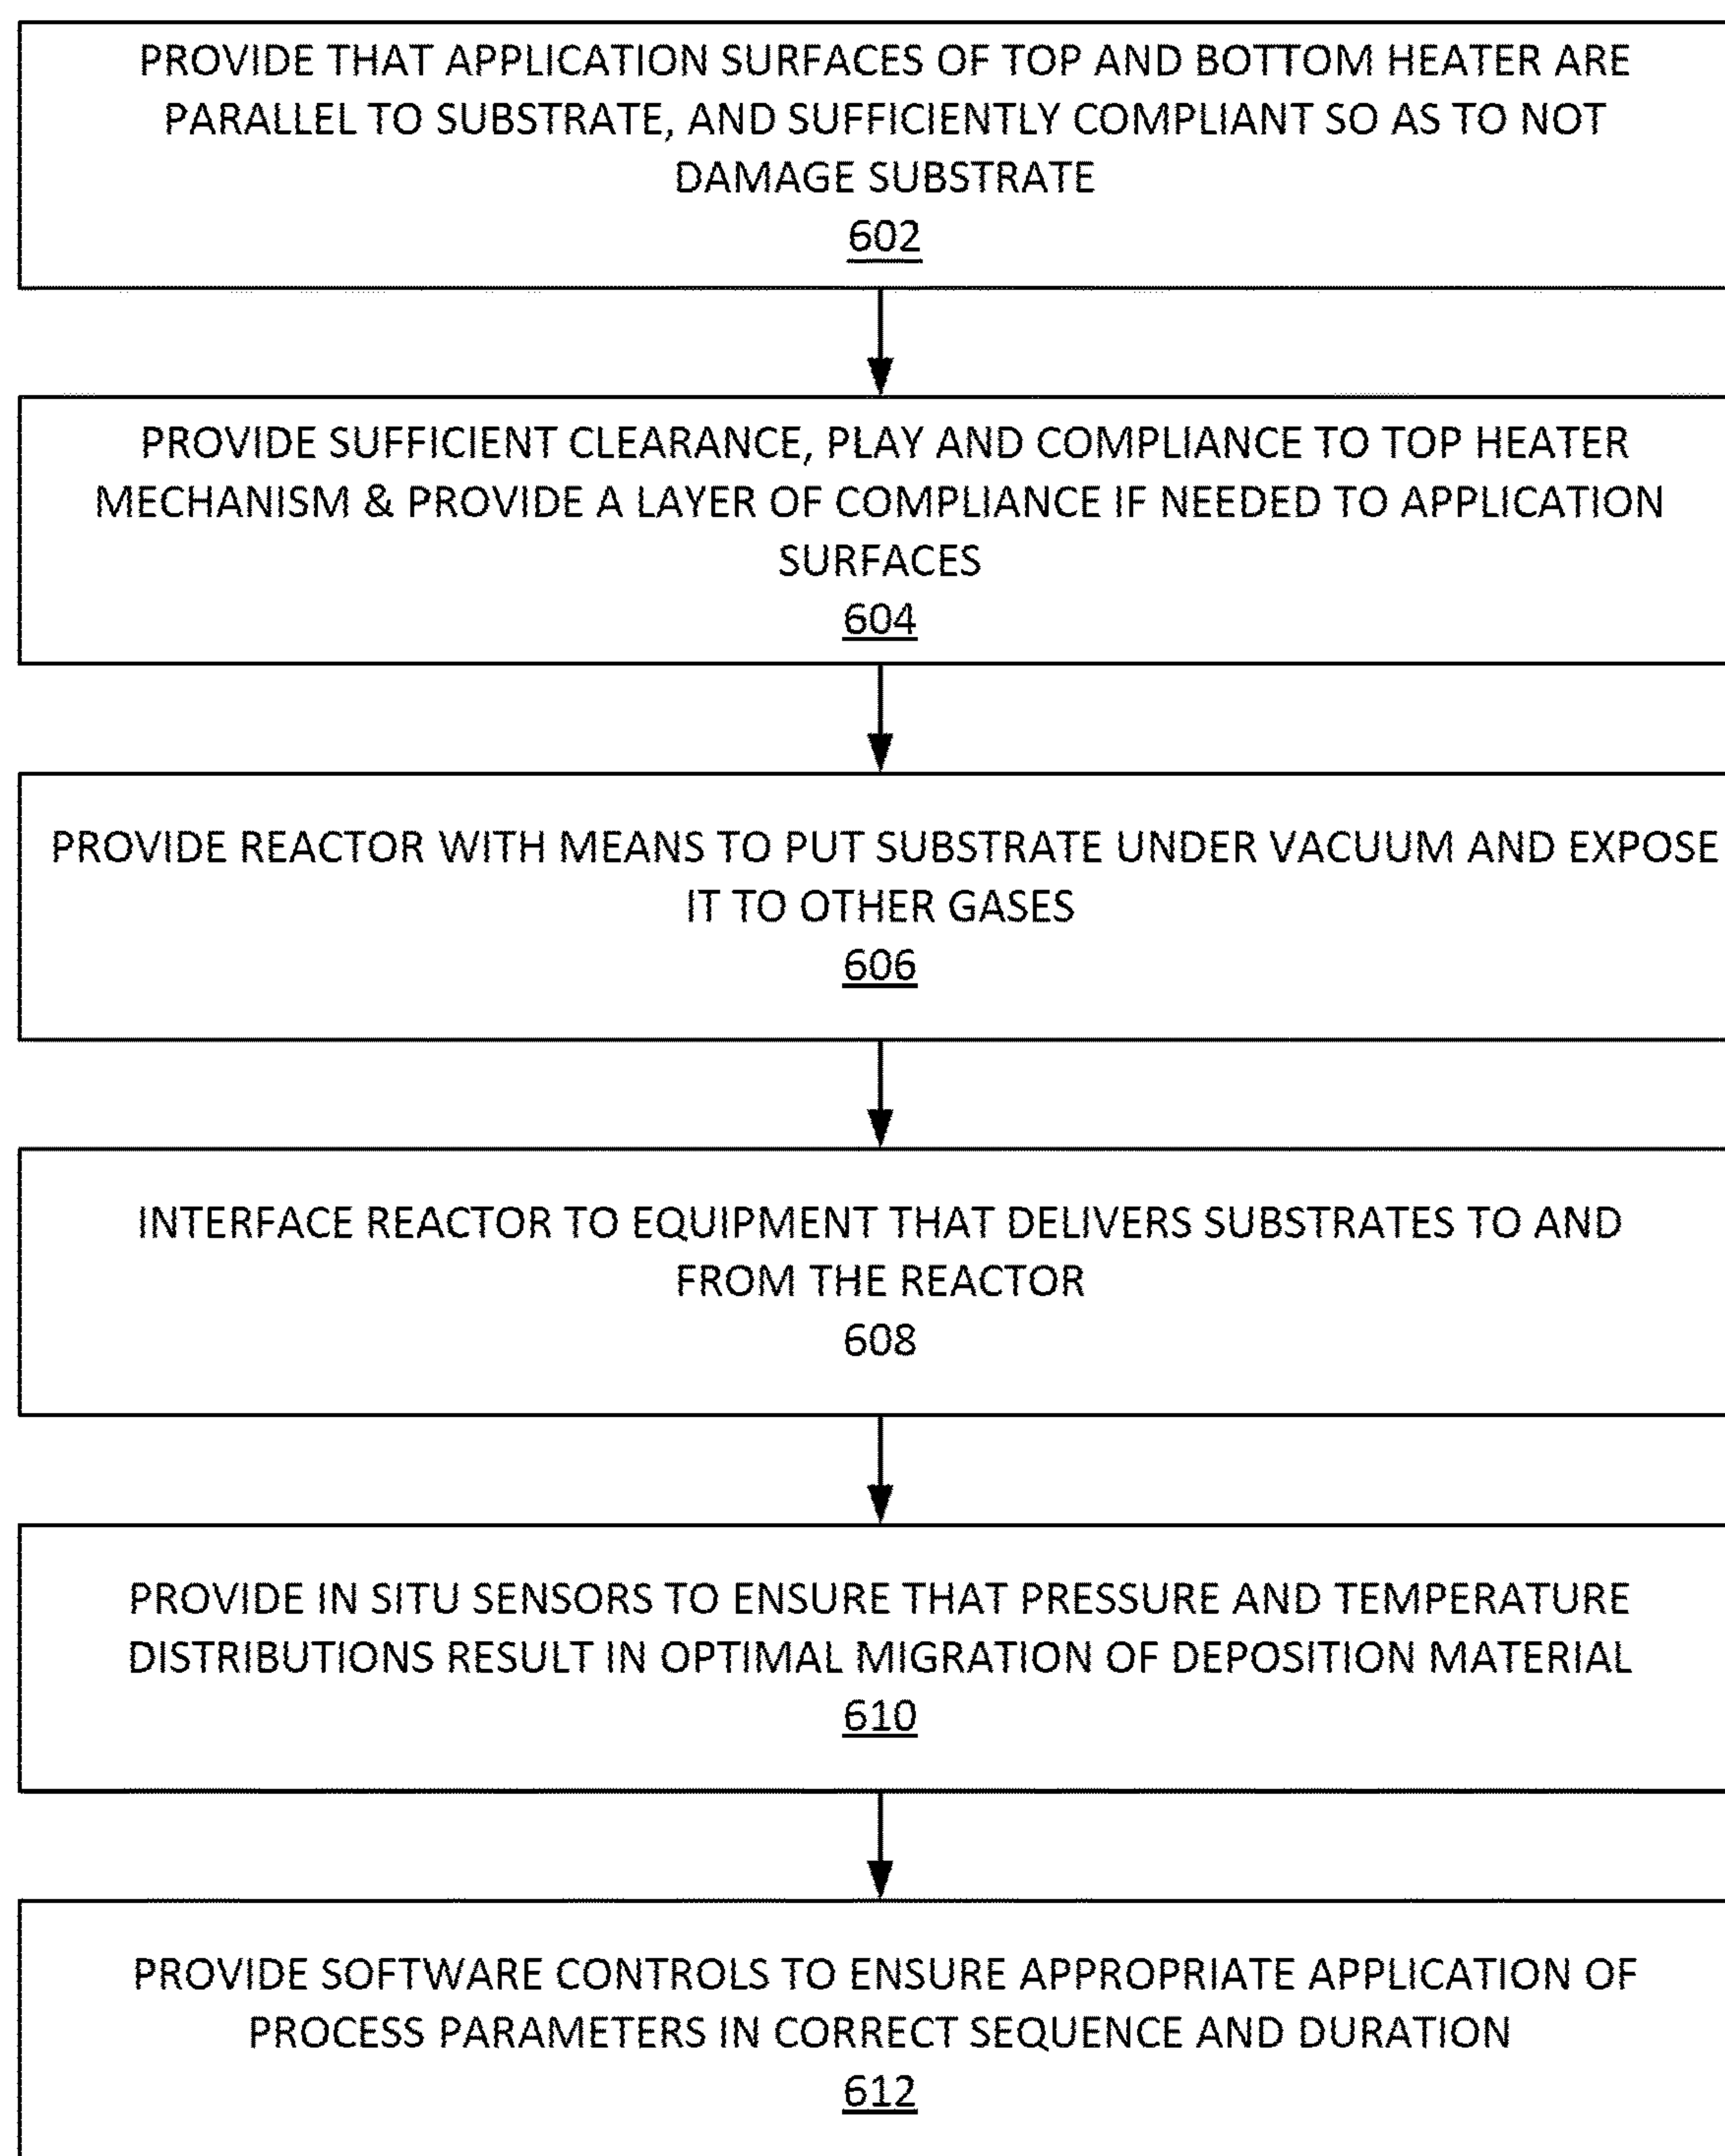 PROVIDE THAT APPLICATION SURFACES OF TOP AND BOTTOM HEATER ARE
PARALLEL TO SUBSTRATE, AND SUFFICIENTLY COMPLIANT SO AS TO NOT
DAMAGE SUBSTRATE
602
PROVIDE SUFFICIENT CLEARANCE, PLAY AND COMPLIANCE TO TOP HEATER
MECHANISM & PROVIDE A LAYER OF COMPLIANCE IF NEEDED TO APPLICATION
SURFACES
604
PROVIDE REACTOR WITH MEANS TO PUT SUBSTRATE UNDER VACUUM AND EXPOSE
IT TO OTHER GASES
606
INTERFACE REACTOR TO EQUIPMENT THAT DELIVERS SUBSTRATES TO AND
FROM THE REACTOR
608
PROVIDE IN SITU SENSORS TO ENSURE THAT PRESSURE AND TEMPERATURE
DISTRIBUTIONS RESULT IN OPTIMAL MIGRATION OF DEPOSITION MATERIAL
610
PROVIDE SOFTWARE CONTROLS TO ENSURE APPROPRIATE APPLICATION OF
PROCESS PARAMETERS IN CORRECT SEQUENCE AND DURATION
612